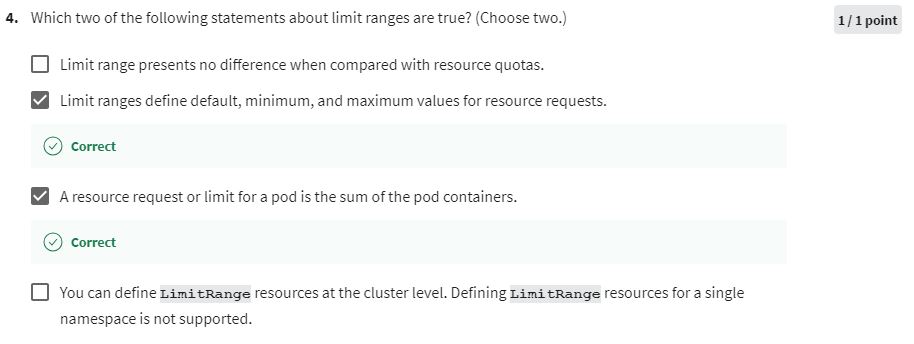 4. Which two of the following statements about limit ranges are true? (Choose two.)
1 / 1 point
Limit range presents no difference when compared with resource quotas.
Limit ranges define default, minimum, and maximum values for resource requests.
Correct
A resource request or limit for a pod is the sum of the pod containers.
Correct
You can define LimitRange resources at the cluster level. Defining LimitRange resources for a single
namespace is not supported.